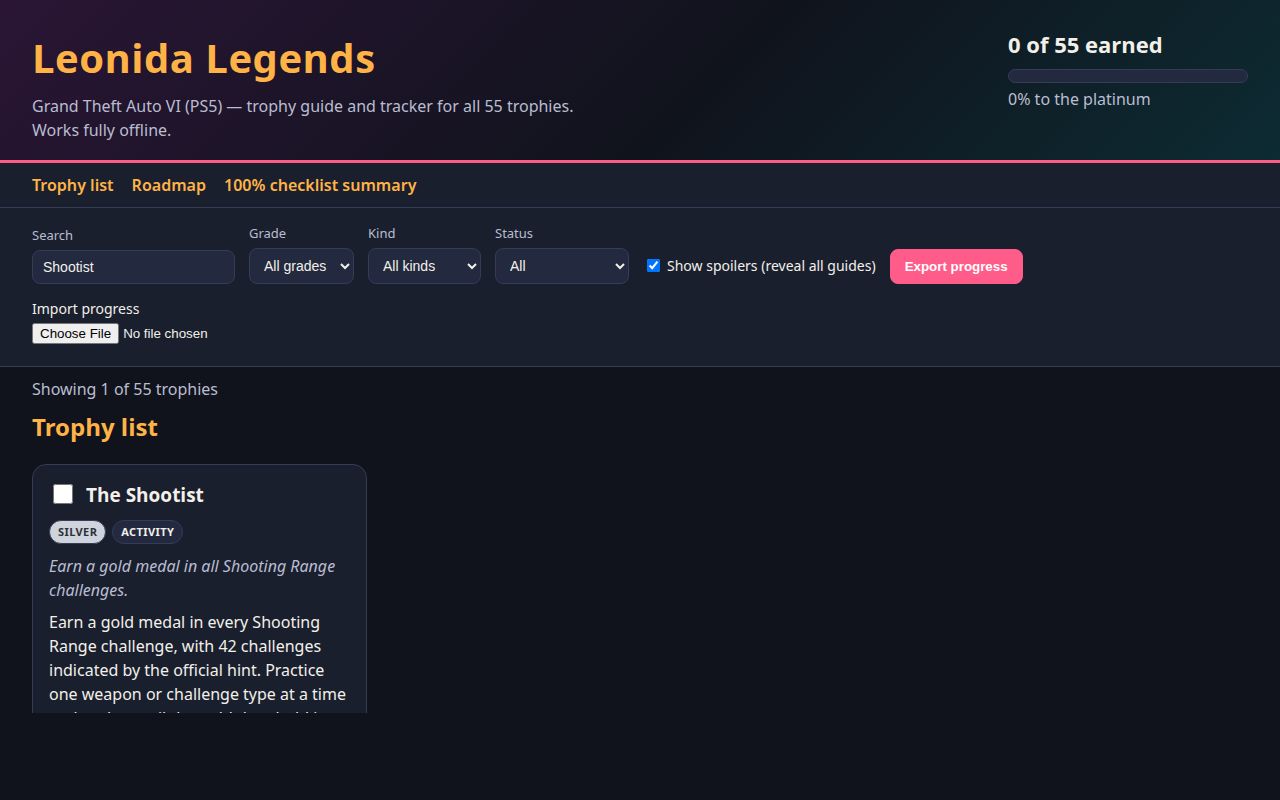 Leonida Legends
Grand Theft Auto VI (PS5) — trophy guide and tracker for all 55 trophies.
Works fully offline.
0 of 55 earned
0% to the platinum
Trophy list
Roadmap
100% checklist summary
Search
Shootist
Grade
All grades
Kind
All kinds
Status
All
Show spoilers (reveal all guides)
Export progress
Import progress
Choose File No file chosen
Showing 1 of 55 trophies
Trophy list
The Shootist
SILVER
ACTIVITY
Earn a gold medal in all Shooting Range
challenges.
Earn a gold medal in every Shooting
Range challenge, with 42 challenges
indicated by the official hint. Practice
one weapon or challenge type at a time